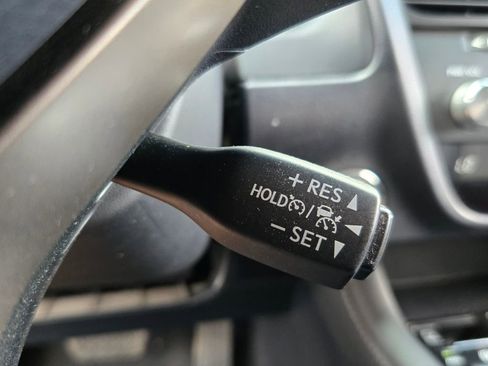 + RES
HOLD /
- SET